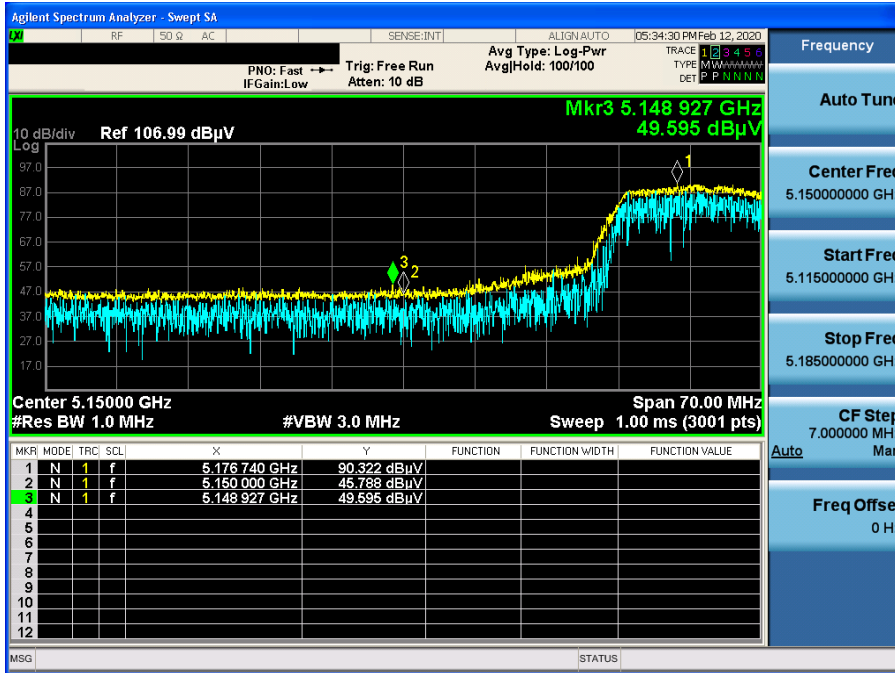 Agilent Spectrum Analyzer - Swept SA
LXI RF 50 Ω AC SENSE:INT ALIGN AUTO 05:34:30 PM Feb 12, 2020
Frequency
PNO: Fast
IFGain:Low
Trig: Free Run
Atten: 10 dB
Avg Type: Log-Pwr
Avg|Hold: 100/100
TRACE 1 2 3 4 5 6
TYPE M W W W W W
DET P P N N N N
Auto Tune
Mkr3 5.148 927 GHz
49.595 dBµV
10 dB/div
Log
Ref 106.99 dBµV
97.0
87.0
77.0
67.0
57.0
47.0
37.0
27.0
17.0
1
3
2
Center 5.15000 GHz
Span 70.00 MHz
#Res BW 1.0 MHz
#VBW 3.0 MHz
Sweep 1.00 ms (3001 pts)
Center Freq
5.150000000 GH
Start Freq
5.115000000 GH
Stop Freq
5.185000000 GH
CF Step
7.000000 MH
Auto Man
Freq Offse
0 H
MKR MODE TRC SCL X Y FUNCTION FUNCTION WIDTH FUNCTION VALUE
1 N 1 f 5.176 740 GHz 90.322 dBµV
2 N 1 f 5.150 000 GHz 45.788 dBµV
3 N 1 f 5.148 927 GHz 49.595 dBµV
4
5
6
7
8
9
10
11
12
MSG
STATUS